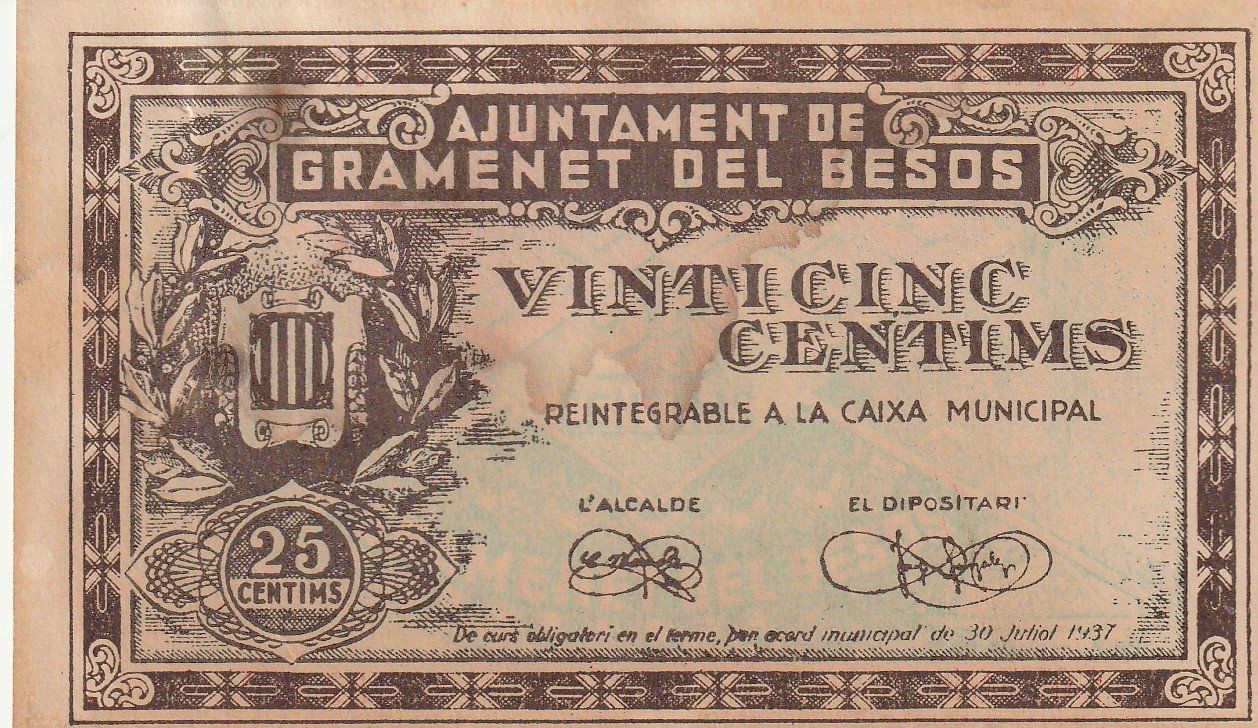 AJUNTAMENT DE
GRAMENET DEL BESOS
VINTICINC
CENTIMS
REINTEGRABLE A LA CAIXA MUNICIPAL
L'ALCALDE
EL DIPOSITARI
25
CENTIMS
De curs obligatori en el terme, per acord municipal de 30 Juliol 1937